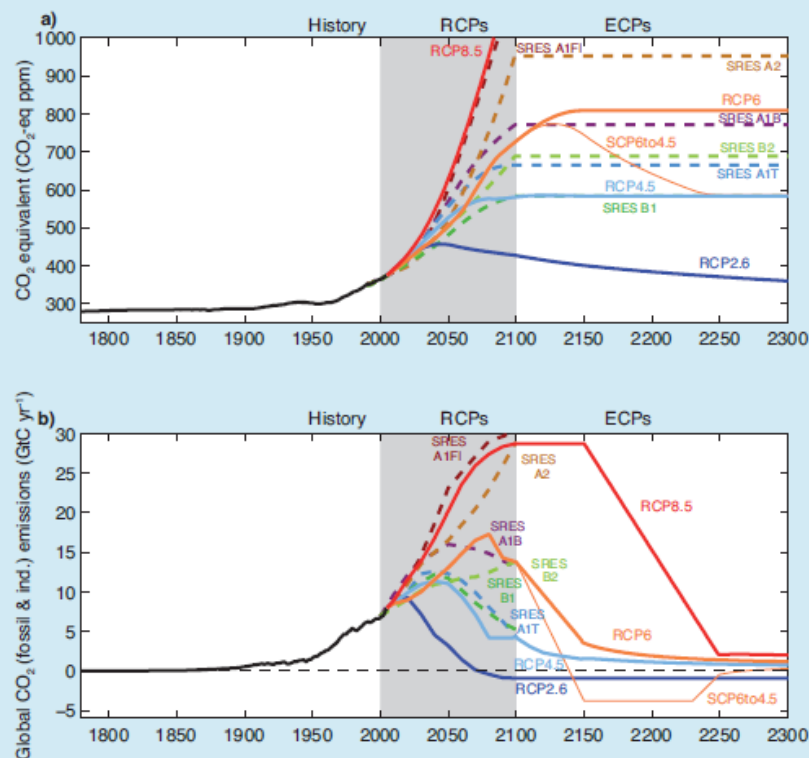 a)
History RCPs ECPs
CO₂ equivalent (CO₂-eq ppm)
1000
900
800
700
600
500
400
300
RCP8.5
SRES A1FI
SRES A2
RCP6
SRES A1B
SCP6to4.5
SRES B2
SRES A1T
RCP4.5
SRES B1
RCP2.6
1800 1850 1900 1950 2000 2050 2100 2150 2200 2250 2300
b)
History RCPs ECPs
Global CO₂ (fossil & ind.) emissions (GtC yr⁻¹)
30
25
20
15
10
5
0
−5
SRES
A1FI
SRES
A2
RCP8.5
SRES
A1B
SRES
B2
SRES
B1
SRES
A1T
RCP6
RCP4.5
RCP2.6
SCP6to4.5
1800 1850 1900 1950 2000 2050 2100 2150 2200 2250 2300